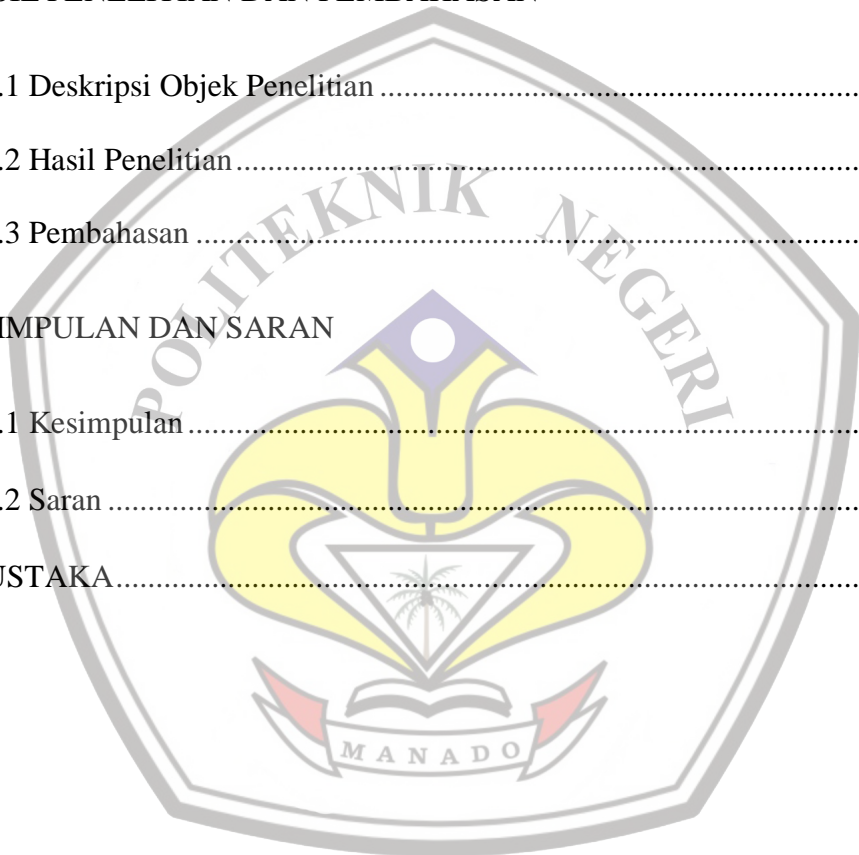 .1 Deskripsi Objek Penelitian ....................................................................
.2 Hasil Penelitian ....................................................................................
.3 Pembahasan ..........................................................................................
IMPULAN DAN SARAN
.1 Kesimpulan ...........................................................................................
.2 Saran ......................................................................................................
USTAKA ....................................................................................................
POLITEKNIK NEGERI
MANADO